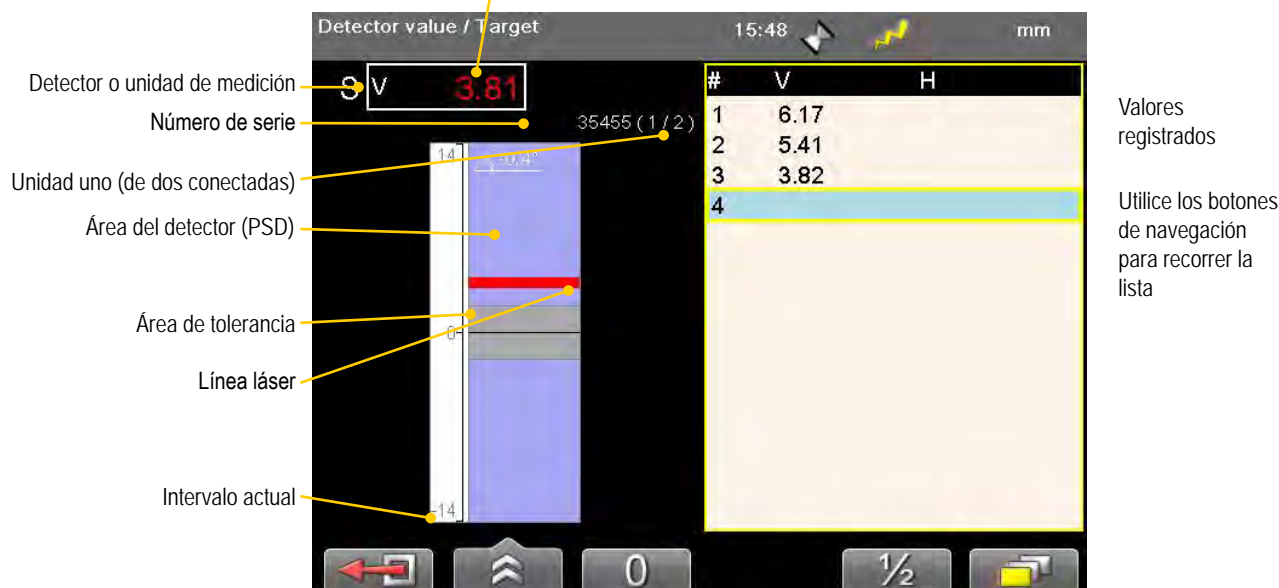 Detector value / Target 15:48 mm
Detector o unidad de medición
S V 3.81
# V H
Número de serie
35455 (1/2)
1 6.17
2 5.41
3 3.82
4
Valores
registrados
Unidad uno (de dos conectadas)
14
Área del detector (PSD)
Utilice los botones
de navegación
para recorrer la
lista
Área de tolerancia
0
Línea láser
Intervalo actual
-14
0
½